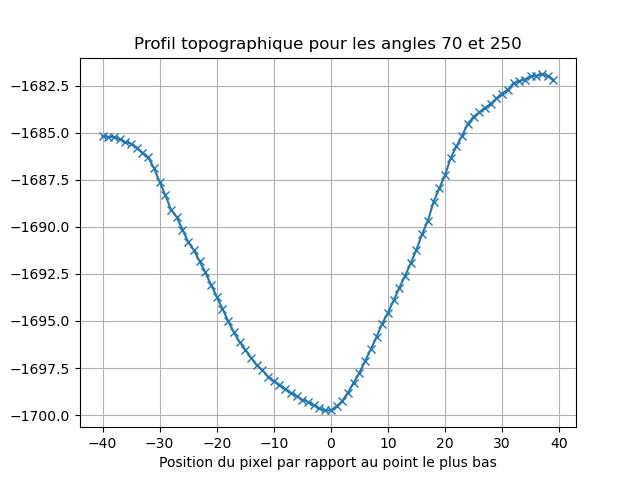 Profil topographique pour les angles 70 et 250
−1682.5
−1685.0
−1687.5
−1690.0
−1692.5
−1695.0
−1697.5
−1700.0
−40 −30 −20 −10 0 10 20 30 40
Position du pixel par rapport au point le plus bas